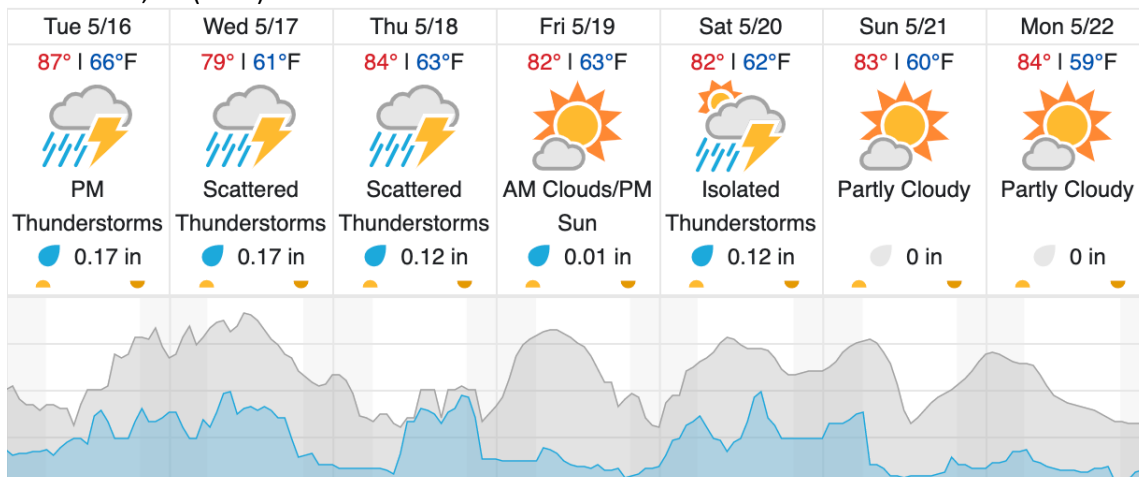 Tue 5/16 Wed 5/17 Thu 5/18 Fri 5/19 Sat 5/20 Sun 5/21 Mon 5/22
87° | 66°F 79° | 61°F 84° | 63°F 82° | 63°F 82° | 62°F 83° | 60°F 84° | 59°F
PM Scattered Scattered AM Clouds/PM Isolated Partly Cloudy Partly Cloudy
Thunderstorms Thunderstorms Thunderstorms Sun Thunderstorms
0.17 in 0.17 in 0.12 in 0.01 in 0.12 in 0 in 0 in